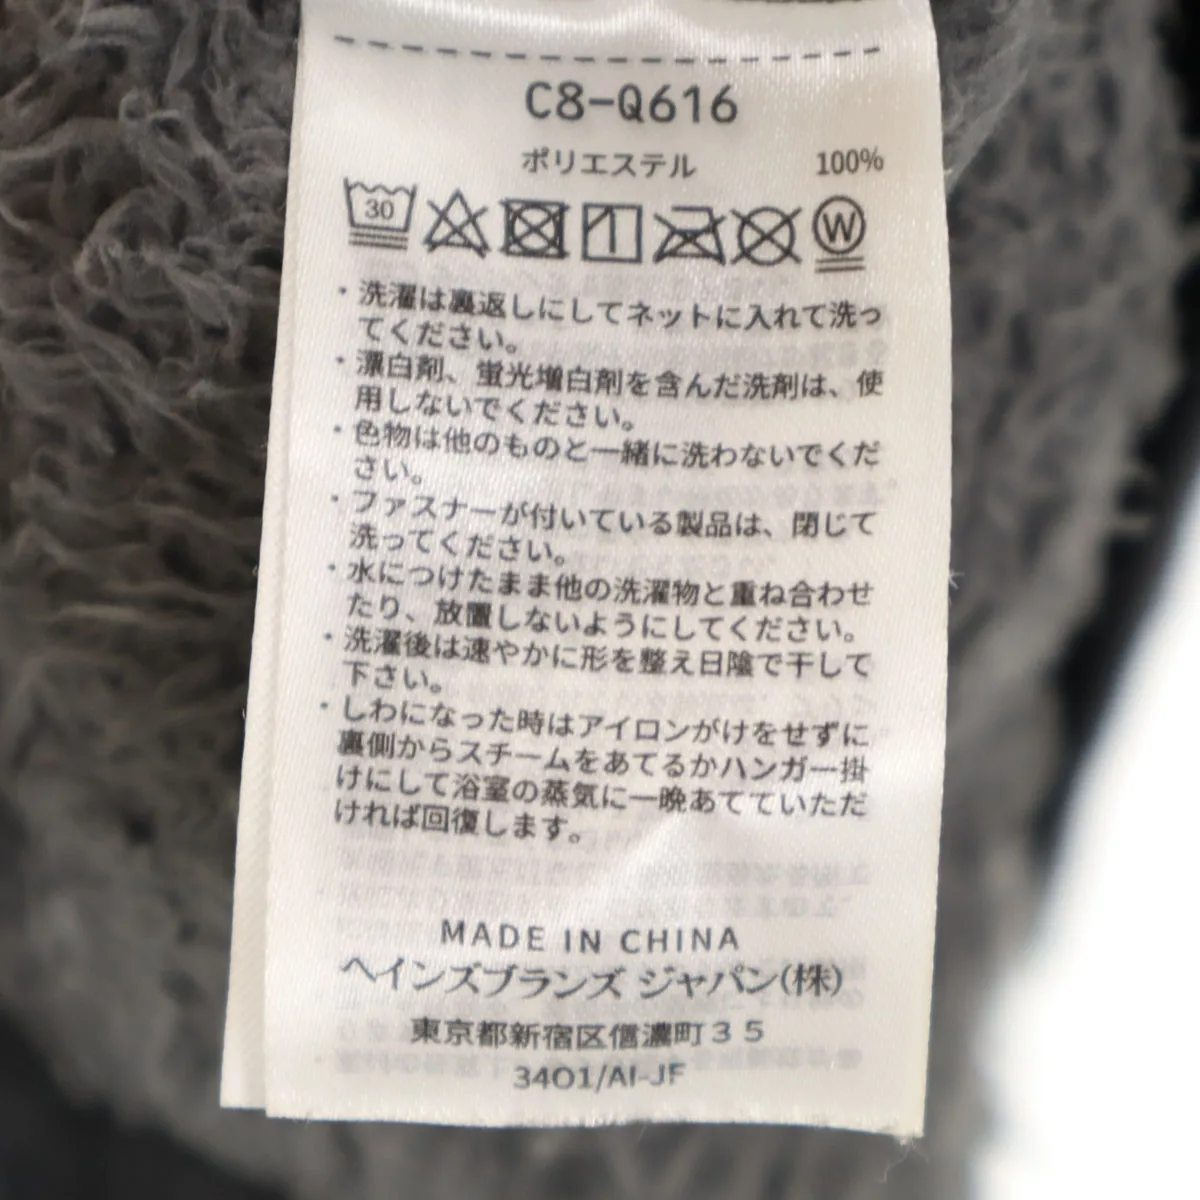 C8-Q616
ポリエステル 100%
30
W
・洗濯は裏返しにしてネットに入れて洗っ
てください。
・漂白剤、蛍光増白剤を含んだ洗剤は、使
用しないでください。
・色物は他のものと一緒に洗わないでくだ
さい。
・ファスナーが付いている製品は、閉じて
洗ってください。
・水につけたまま他の洗濯物と重ね合わせ
たり、放置しないようにしてください。
・洗濯後は速やかに形を整え日陰で干して
下さい。
・しわになった時はアイロンがけをせずに
裏側からスチームをあてるかハンガー掛
けにして浴室の蒸気に一晩あてていただ
ければ回復します。
MADE IN CHINA
ヘインズブランズ ジャパン(株)
東京都新宿区信濃町35
3401/AI-JF